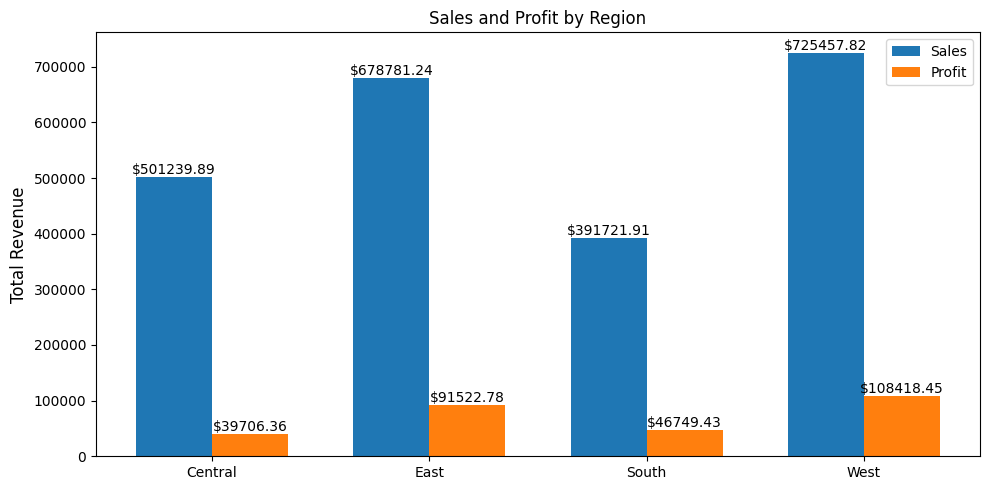 Sales and Profit by Region
Total Revenue
700000
600000
500000
400000
300000
200000
100000
0
Sales
Profit
$501239.89
$39706.36
$678781.24
$91522.78
$391721.91
$46749.43
$725457.82
$108418.45
Central
East
South
West